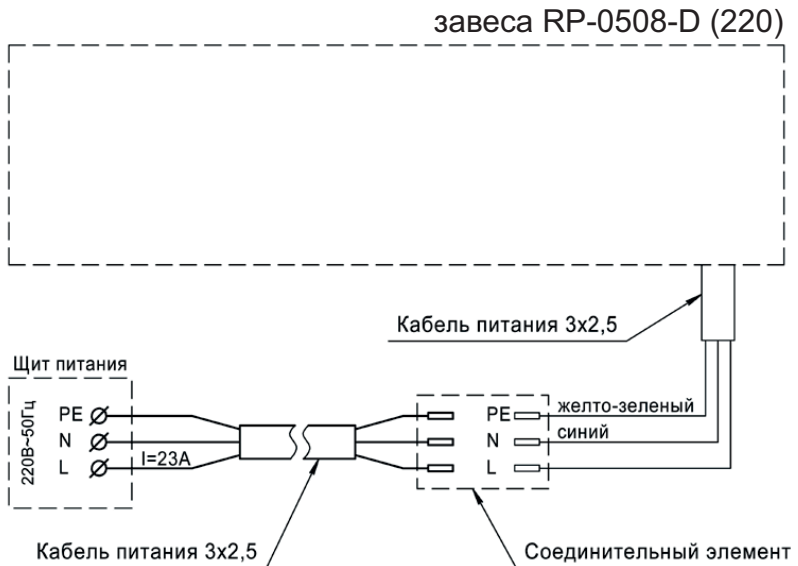 завеса RP-0508-D (220)
Кабель питания 3х2,5
Щит питания
220В~50Гц
PE
N
L
I=23А
PE
N
L
желто-зеленый
синий
Кабель питания 3х2,5
Соединительный элемент